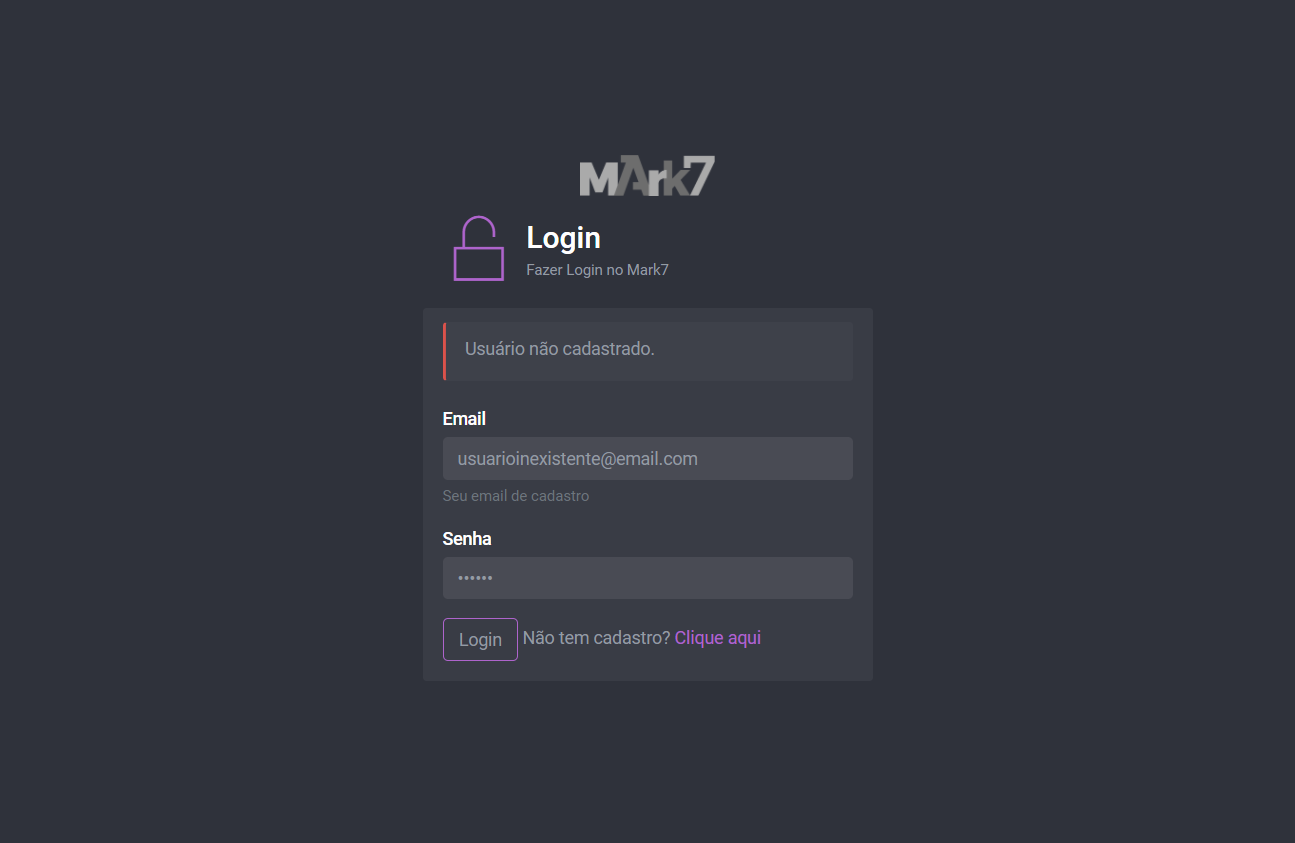 MArk7
Login
Fazer Login no Mark7
Usuário não cadastrado.
Email
usuarioinexistente@email.com
Seu email de cadastro
Senha
••••••
Login Não tem cadastro? Clique aqui